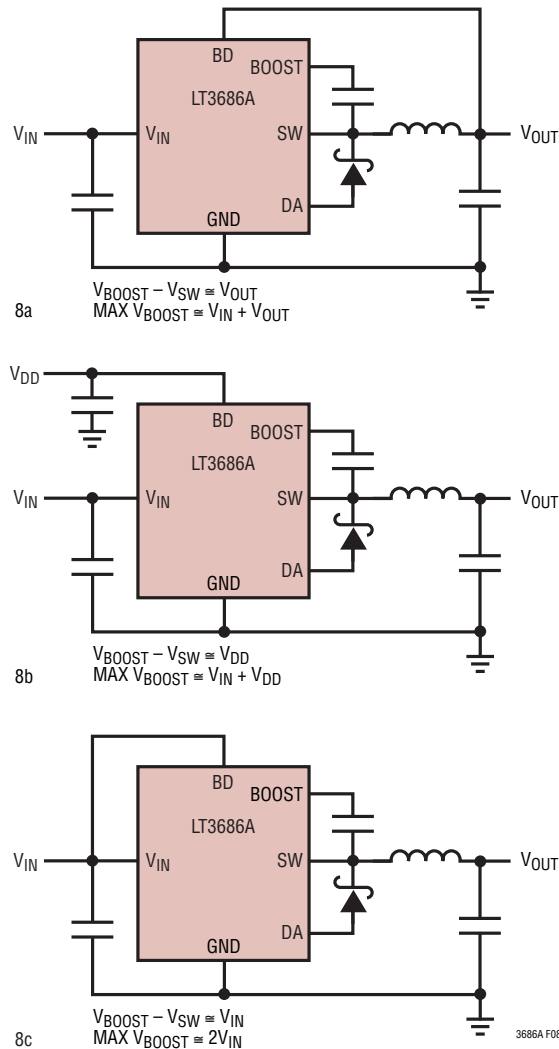 BD
BOOST
LT3686A
V_IN
V_IN
SW
V_OUT
DA
GND
8a
V_BOOST – V_SW ≅ V_OUT
MAX V_BOOST ≅ V_IN + V_OUT
V_DD
BD
BOOST
LT3686A
V_IN
V_IN
SW
V_OUT
DA
GND
8b
V_BOOST – V_SW ≅ V_DD
MAX V_BOOST ≅ V_IN + V_DD
BD
BOOST
LT3686A
V_IN
V_IN
SW
V_OUT
DA
GND
8c
V_BOOST – V_SW ≅ V_IN
MAX V_BOOST ≅ 2V_IN
3686A F08